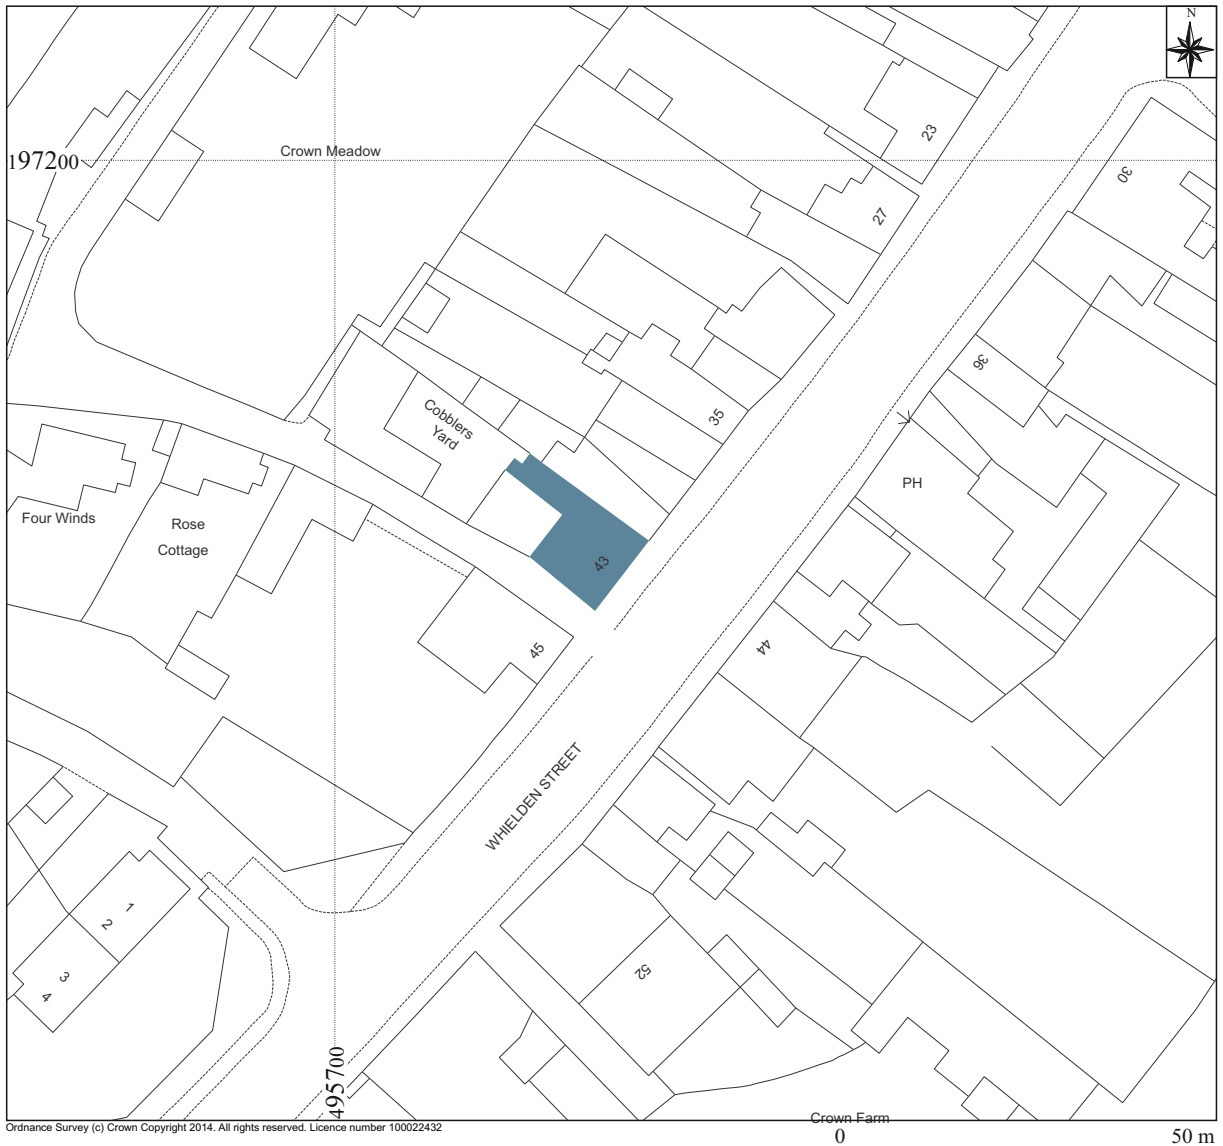 N
23
Crown Meadow
197200
30
27
36
Cobblers
Yard
35
PH
Four Winds
Rose
Cottage
43
45
44
WHIELDEN STREET
1
2
3
4
52
495700
Crown Farm
Ordnance Survey (c) Crown Copyright 2014. All rights reserved. Licence number 100022432
0
50 m